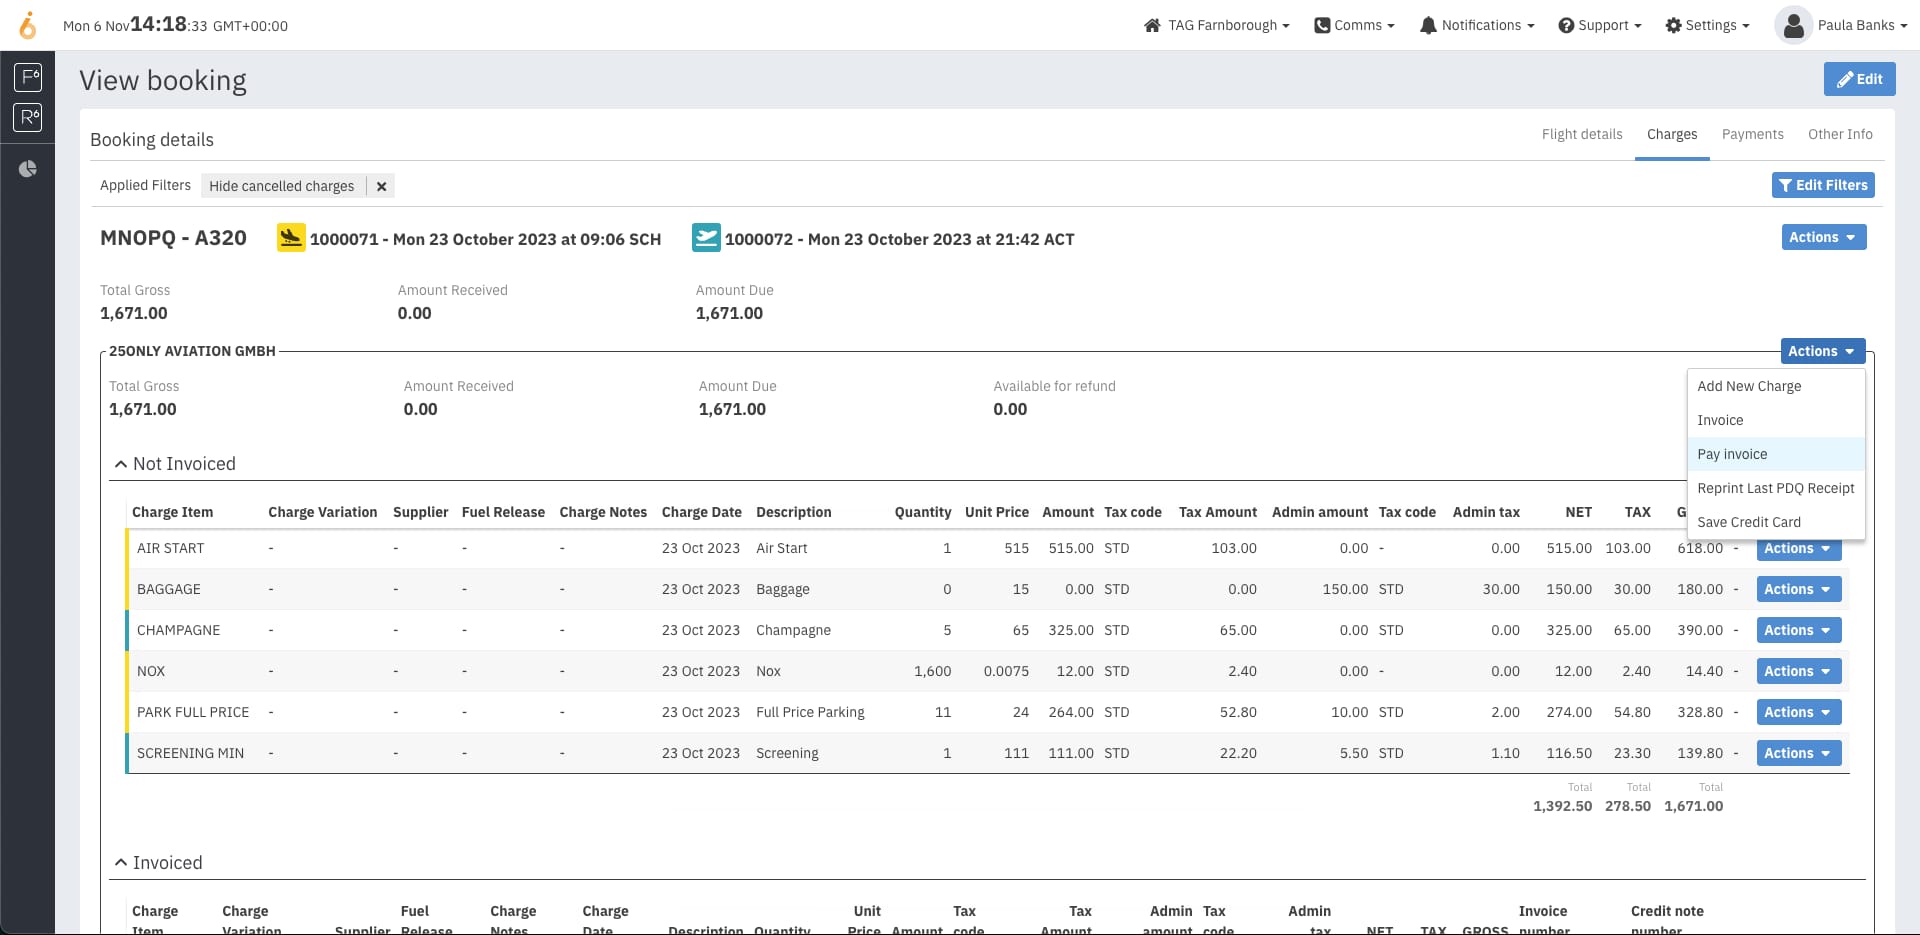 Mon 6 Nov 14:18:33 GMT+00:00
TAG Farnborough
Comms
Notifications
Support
Settings
Paula Banks
F6
R6
View booking
Edit
Booking details
Flight details
Charges
Payments
Other Info
Applied Filters
Hide cancelled charges
Edit Filters
MNOPQ - A320
1000071 - Mon 23 October 2023 at 09:06 SCH
1000072 - Mon 23 October 2023 at 21:42 ACT
Actions
Total Gross Amount Received Amount Due
1,671.00 0.00 1,671.00
25ONLY AVIATION GMBH
Actions
Total Gross Amount Received Amount Due Available for refund
1,671.00 0.00 1,671.00 0.00
Add New Charge
Invoice
Pay invoice
Reprint Last PDQ Receipt
Save Credit Card
Not Invoiced
Charge Item Charge Variation Supplier Fuel Release Charge Notes Charge Date Description Quantity Unit Price Amount Tax code Tax Amount Admin amount Tax code Admin tax NET TAX G
AIR START - - - - 23 Oct 2023 Air Start 1 515 515.00 STD 103.00 0.00 - 0.00 515.00 103.00 618.00 - Actions
BAGGAGE - - - - 23 Oct 2023 Baggage 0 15 0.00 STD 0.00 150.00 STD 30.00 150.00 30.00 180.00 - Actions
CHAMPAGNE - - - - 23 Oct 2023 Champagne 5 65 325.00 STD 65.00 0.00 STD 0.00 325.00 65.00 390.00 - Actions
NOX - - - - 23 Oct 2023 Nox 1,600 0.0075 12.00 STD 2.40 0.00 - 0.00 12.00 2.40 14.40 - Actions
PARK FULL PRICE - - - - 23 Oct 2023 Full Price Parking 11 24 264.00 STD 52.80 10.00 STD 2.00 274.00 54.80 328.80 - Actions
SCREENING MIN - - - - 23 Oct 2023 Screening 1 111 111.00 STD 22.20 5.50 STD 1.10 116.50 23.30 139.80 - Actions
Total Total Total
1,392.50 278.50 1,671.00
Invoiced
Charge Charge Fuel Charge Charge Unit Tax Tax Admin Tax Admin Invoice Credit note
Item Variation Supplier Release Notes Date Description Quantity Price Amount code Amount amount code tax NET TAX GROSS number number